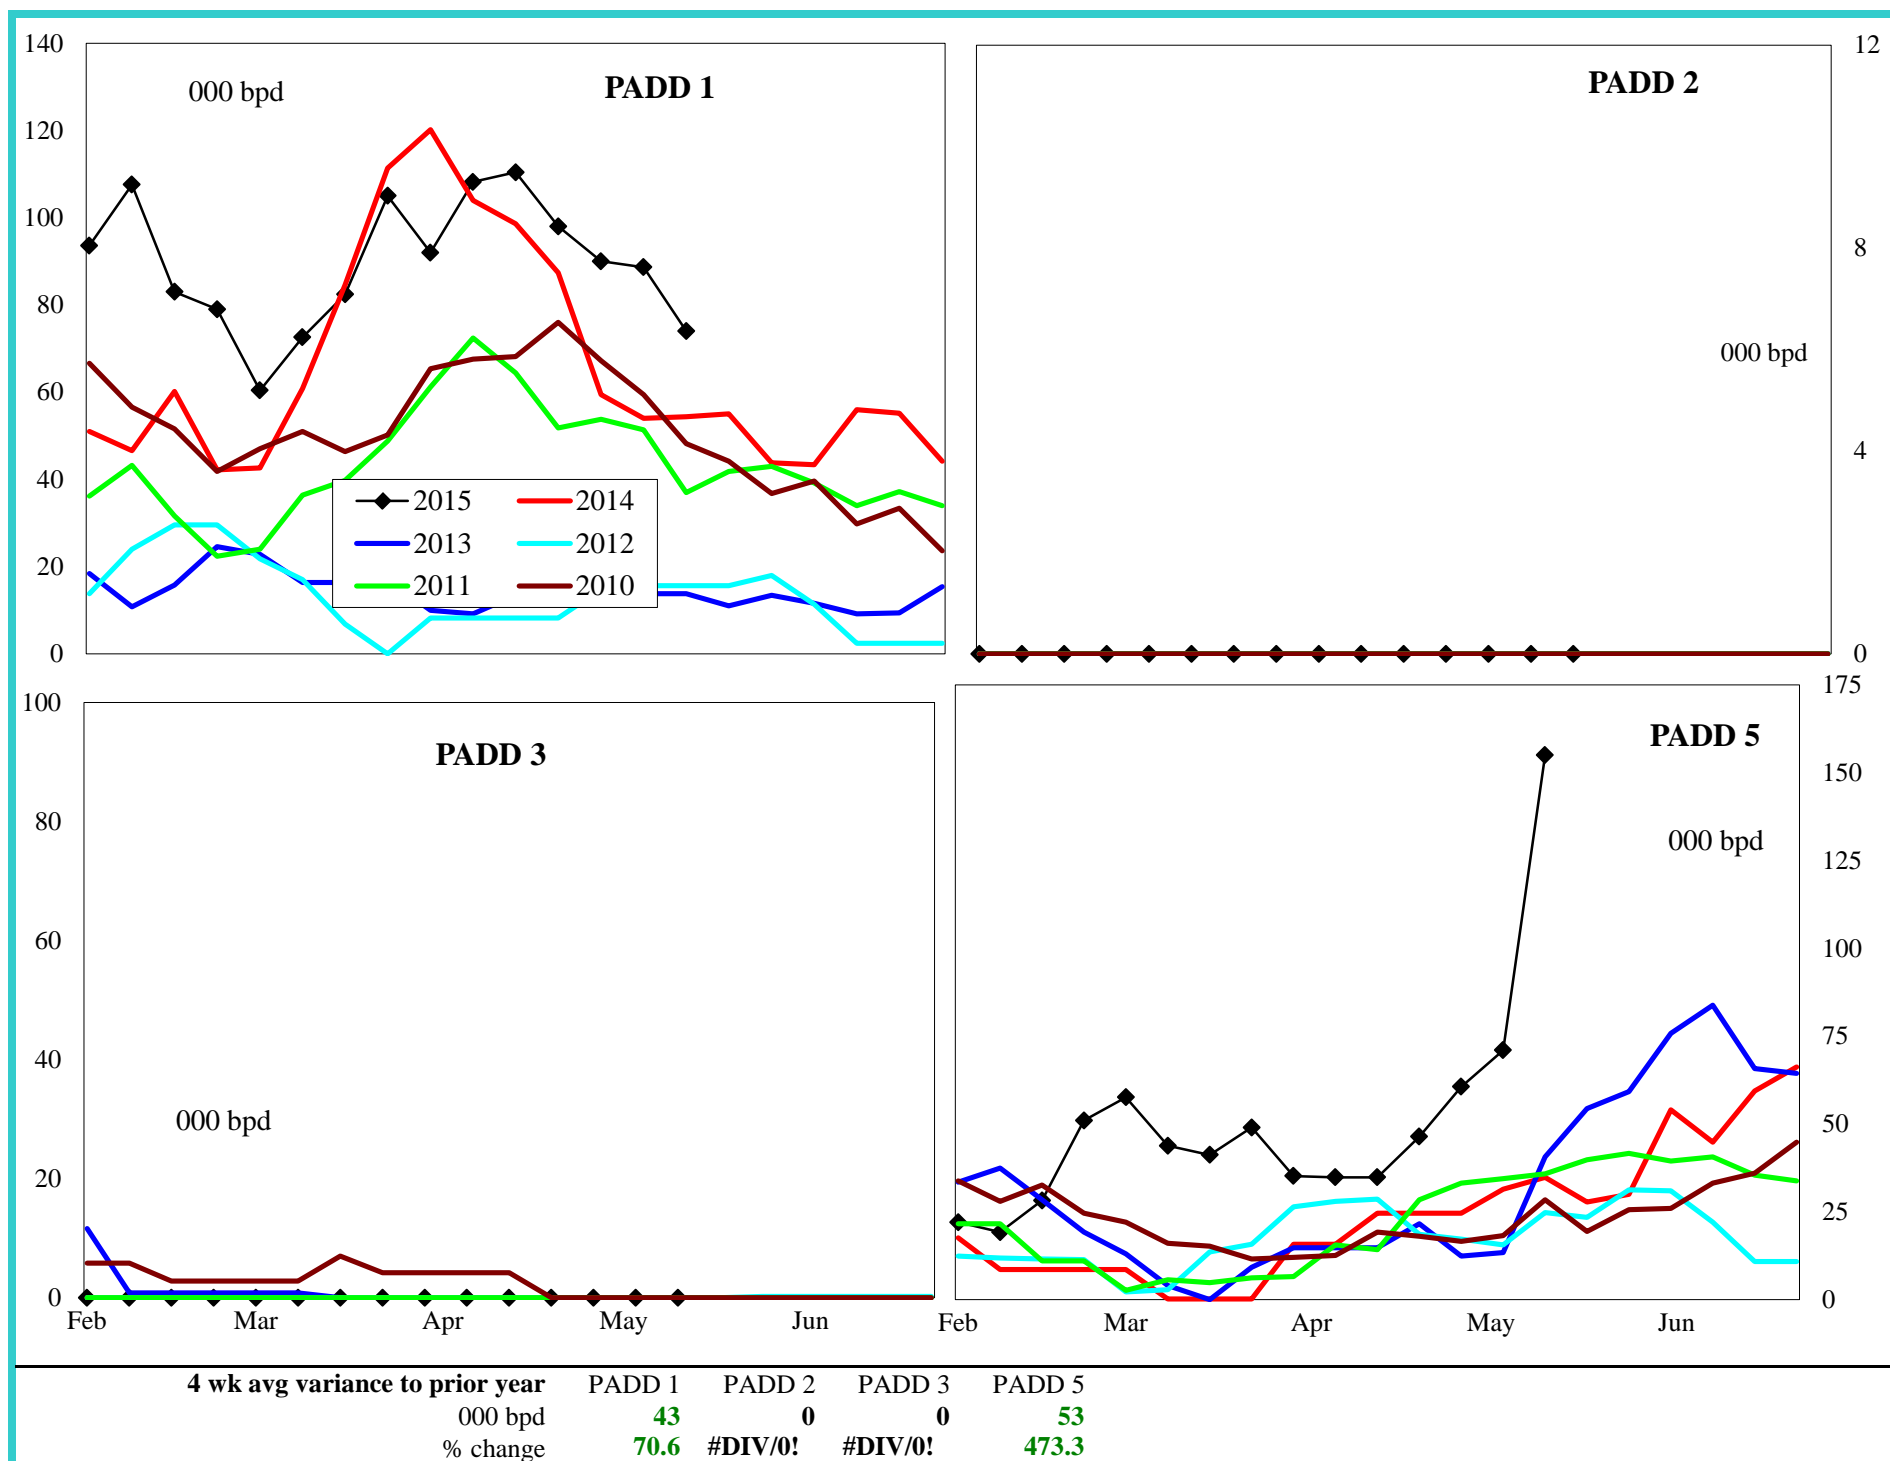 140
120
100
80
60
40
20
0
000 bpd
PADD 1
2015
2014
2013
2012
2011
2010
PADD 2
000 bpd
12
8
4
0
100
80
60
40
20
0
PADD 3
000 bpd
Feb Mar Apr May Jun
PADD 5
000 bpd
175
150
125
100
75
50
25
0
Feb Mar Apr May Jun
4 wk avg variance to prior year PADD 1 PADD 2 PADD 3 PADD 5
000 bpd 43 0 0 53
% change 70.6 #DIV/0! #DIV/0! 473.3